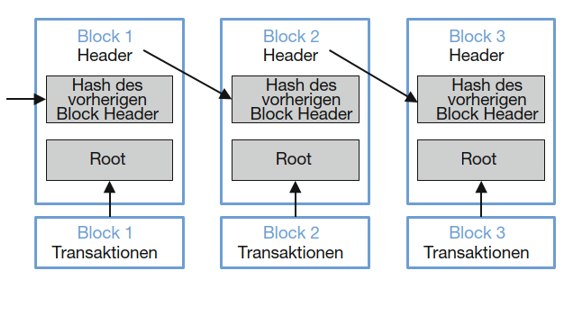 Block 1
Header
Hash des
vorherigen
Block Header
Root
Block 1
Transaktionen
Block 2
Header
Hash des
vorherigen
Block Header
Root
Block 2
Transaktionen
Block 3
Header
Hash des
vorherigen
Block Header
Root
Block 3
Transaktionen